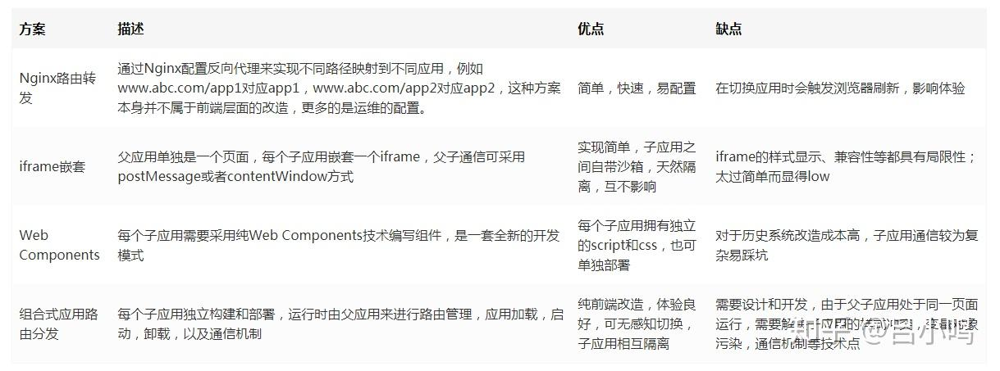 方案 描述 优点 缺点
Nginx路由转
发
通过Nginx配置反向代理来实现不同路径映射到不同应用，例如
www.abc.com/app1对应app1，www.abc.com/app2对应app2，这种方案
本身并不属于前端层面的改造，更多的是运维的配置。
简单，快速，易配置
在切换应用时会触发浏览器刷新，影响体验
iframe嵌套
父应用单独是一个页面，每个子应用嵌套一个iframe，父子通信可采用
postMessage或者contentWindow方式
实现简单，子应用之
间自带沙箱，天然隔
离，互不影响
iframe的样式显示、兼容性等都具有局限性；
太过简单而显得low
Web
Components
每个子应用需要采用纯Web Components技术编写组件，是一套全新的开发
模式
每个子应用拥有独立
的script和css，也可
单独部署
对于历史系统改造成本高，子应用通信较为复
杂易踩坑
组合式应用路
由分发
每个子应用独立构建和部署，运行时由父应用来进行路由管理，应用加载，启
动，卸载，以及通信机制
纯前端改造，体验良
好，可无感知切换，
子应用相互隔离
需要设计和开发，由于父子应用处于同一页面
运行，需要解决子应用的样式冲突，变量对象
污染，通信机制等技术点
知乎 @吕小鸣